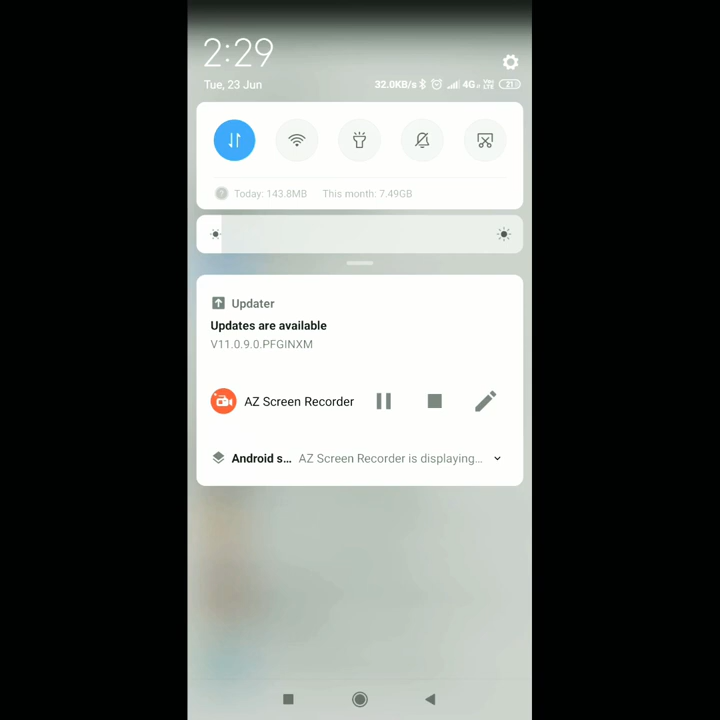 2:29
Tue, 23 Jun
32.0KB/s 4G VoLTE 21
Today: 143.8MB This month: 7.49GB
Updater
Updates are available
V11.0.9.0.PFGINXM
AZ Screen Recorder
Android s... AZ Screen Recorder is displaying...